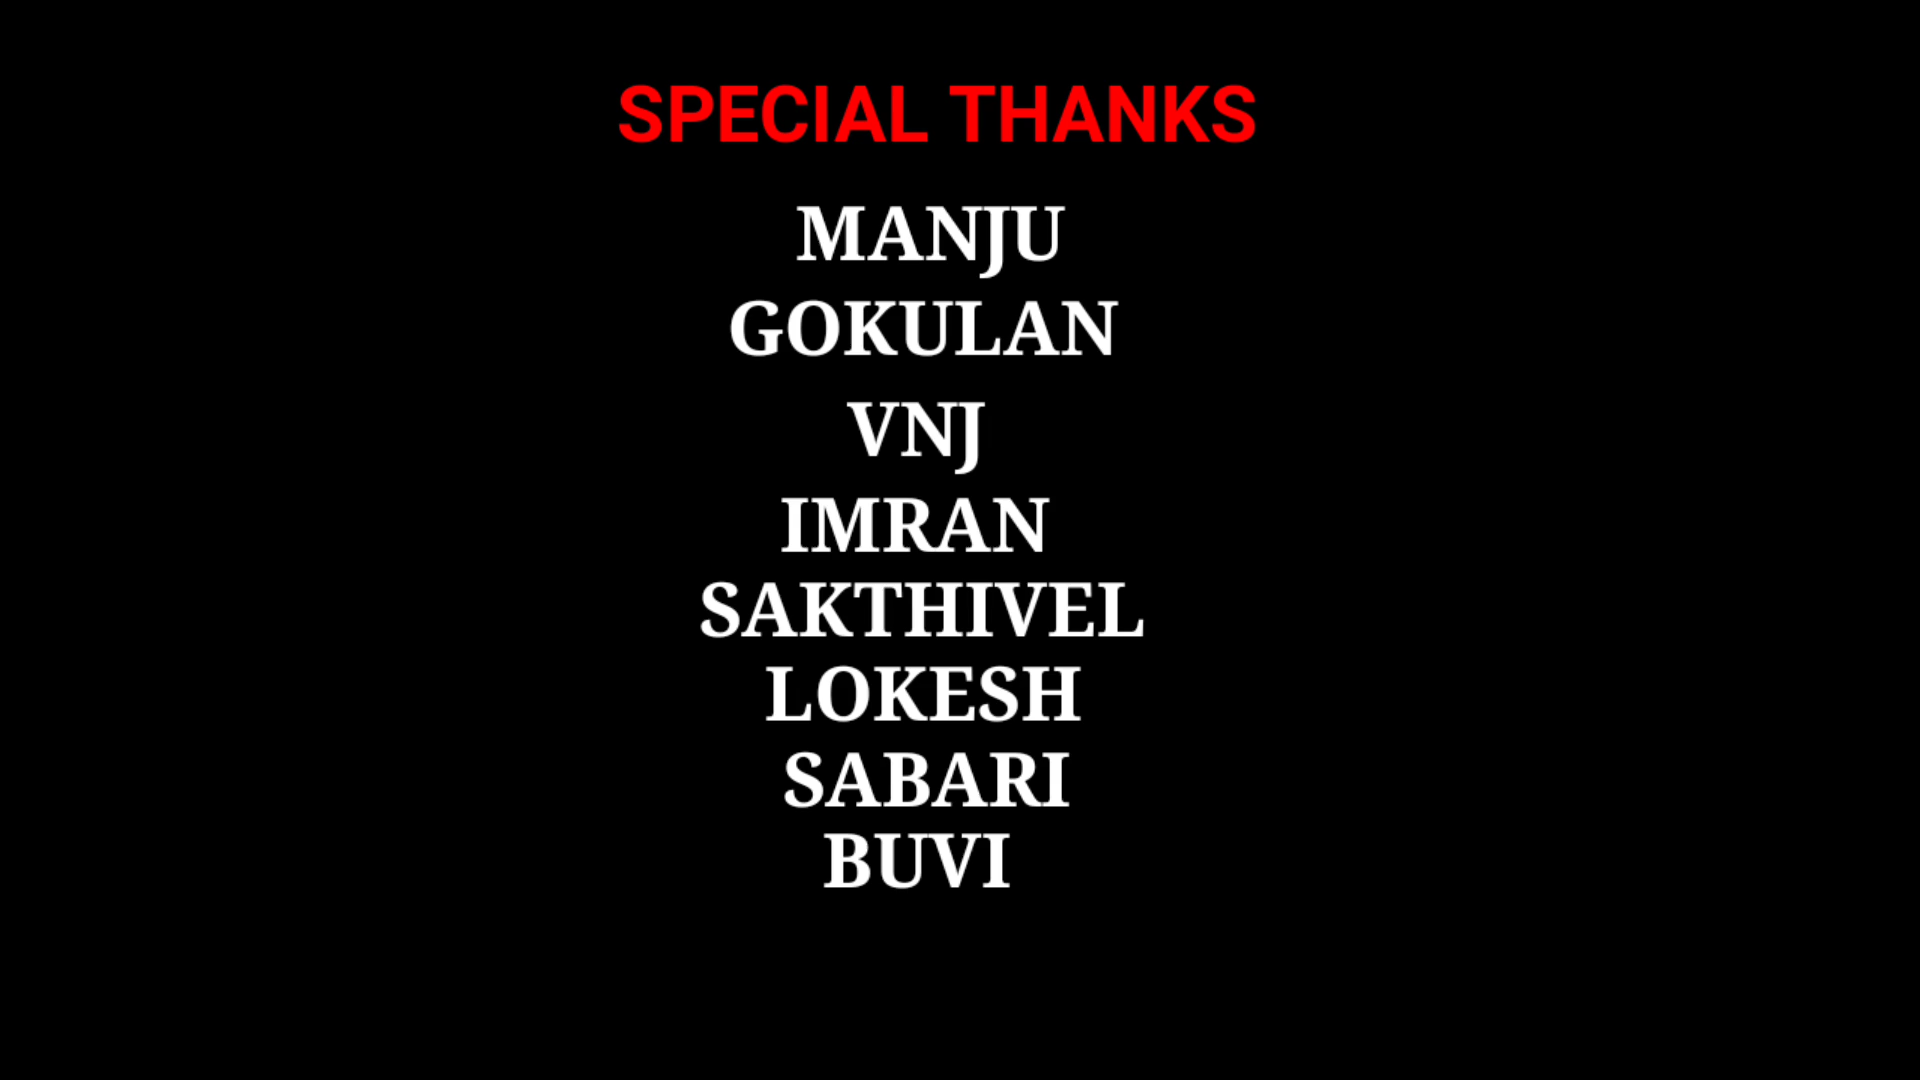 SPECIAL THANKS
MANJU
GOKULAN
VNJ
IMRAN
SAKTHIVEL
LOKESH
SABARI
BUVI